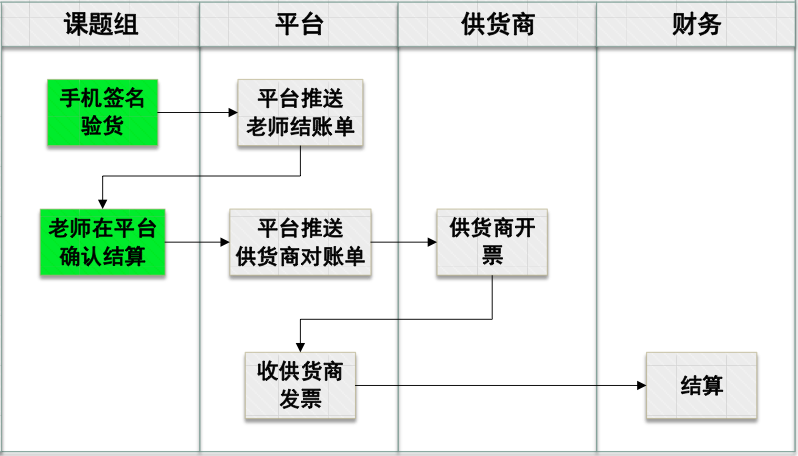 课题组
平台
供货商
财务
手机签名
验货
平台推送
老师结账单
老师在平台
确认结算
平台推送
供货商对账单
供货商开
票
收供货商
发票
结算